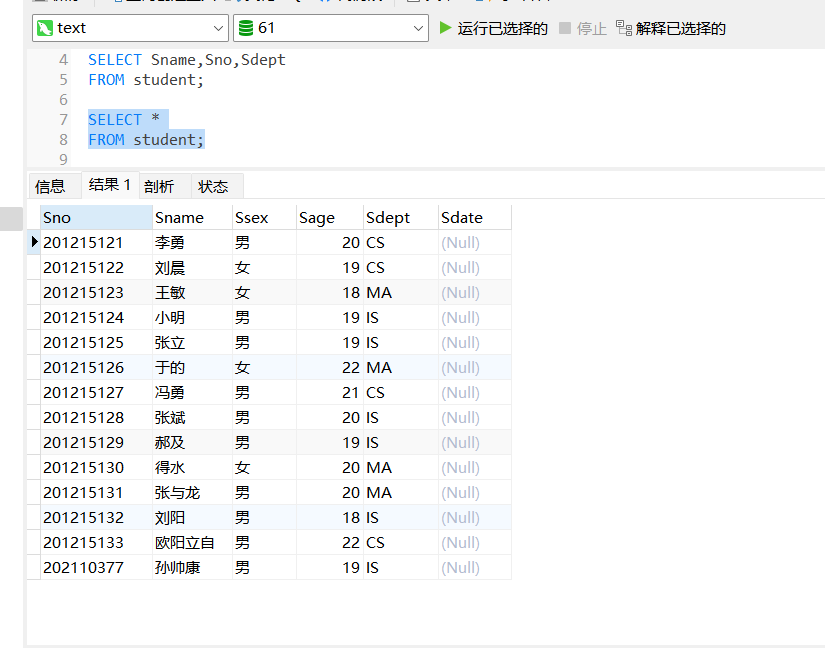 text 61 运行已选择的 停止 解释已选择的
4 SELECT Sname,Sno,Sdept
5 FROM student;
6
7 SELECT *
8 FROM student;
9
信息 结果 1 剖析 状态
Sno Sname Ssex Sage Sdept Sdate
201215121 李勇 男 20 CS (Null)
201215122 刘晨 女 19 CS (Null)
201215123 王敏 女 18 MA (Null)
201215124 小明 男 19 IS (Null)
201215125 张立 男 19 IS (Null)
201215126 于的 女 22 MA (Null)
201215127 冯勇 男 21 CS (Null)
201215128 张斌 男 20 IS (Null)
201215129 郝及 男 19 IS (Null)
201215130 得水 女 20 MA (Null)
201215131 张与龙 男 20 MA (Null)
201215132 刘阳 男 18 IS (Null)
201215133 欧阳立自 男 22 CS (Null)
202110377 孙帅康 男 19 IS (Null)